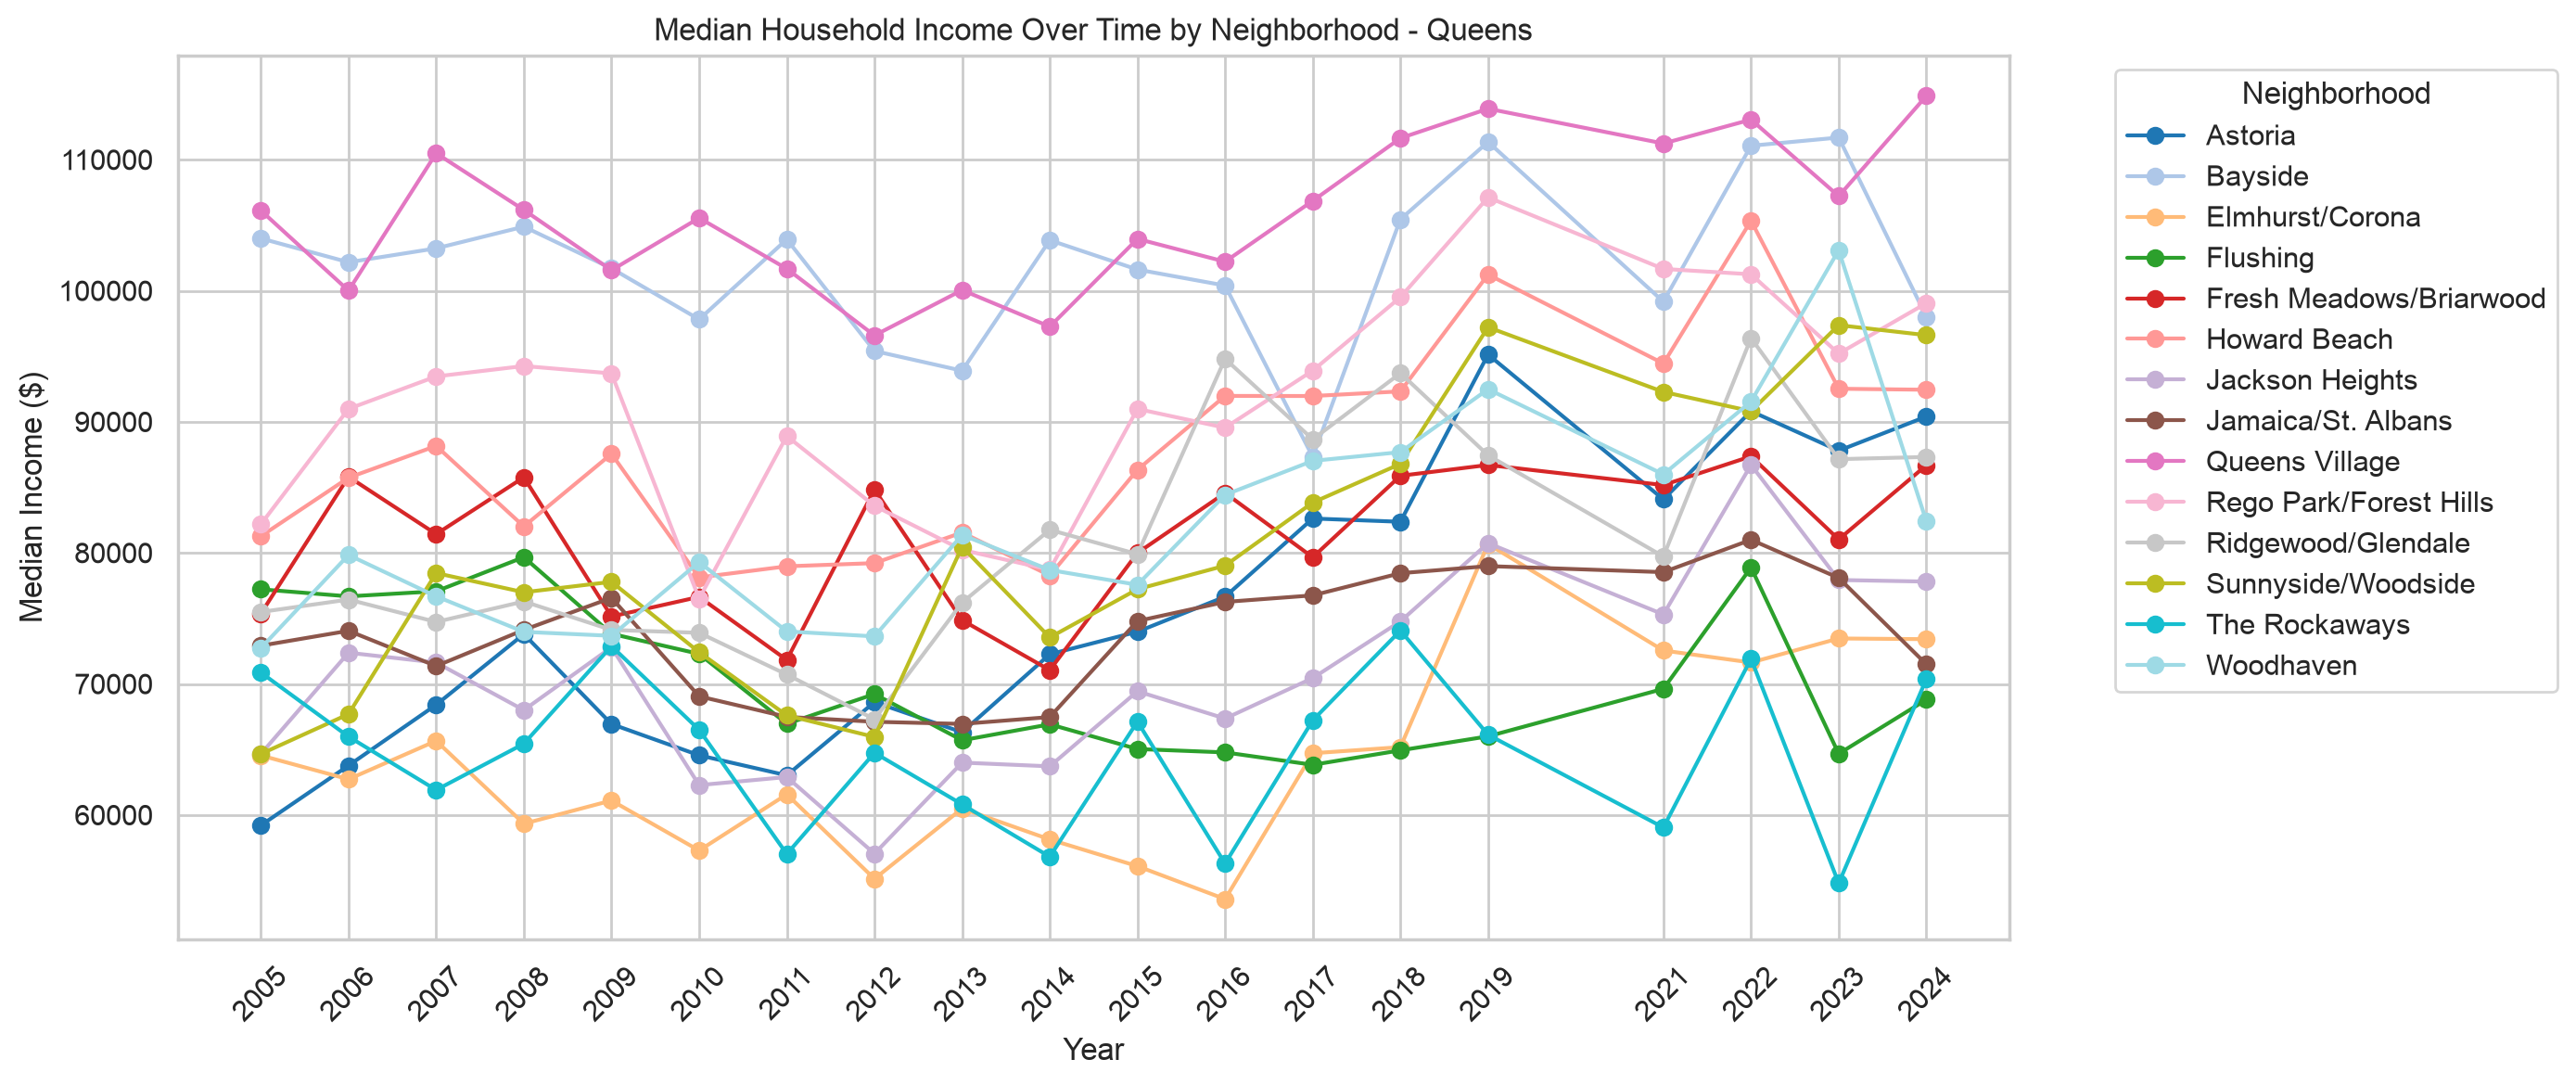 Median Household Income Over Time by Neighborhood - Queens
Median Income ($)
110000
100000
90000
80000
70000
60000
2005
2006
2007
2008
2009
2010
2011
2012
2013
2014
2015
2016
2017
2018
2019
2021
2022
2023
2024
Year
Neighborhood
Astoria
Bayside
Elmhurst/Corona
Flushing
Fresh Meadows/Briarwood
Howard Beach
Jackson Heights
Jamaica/St. Albans
Queens Village
Rego Park/Forest Hills
Ridgewood/Glendale
Sunnyside/Woodside
The Rockaways
Woodhaven